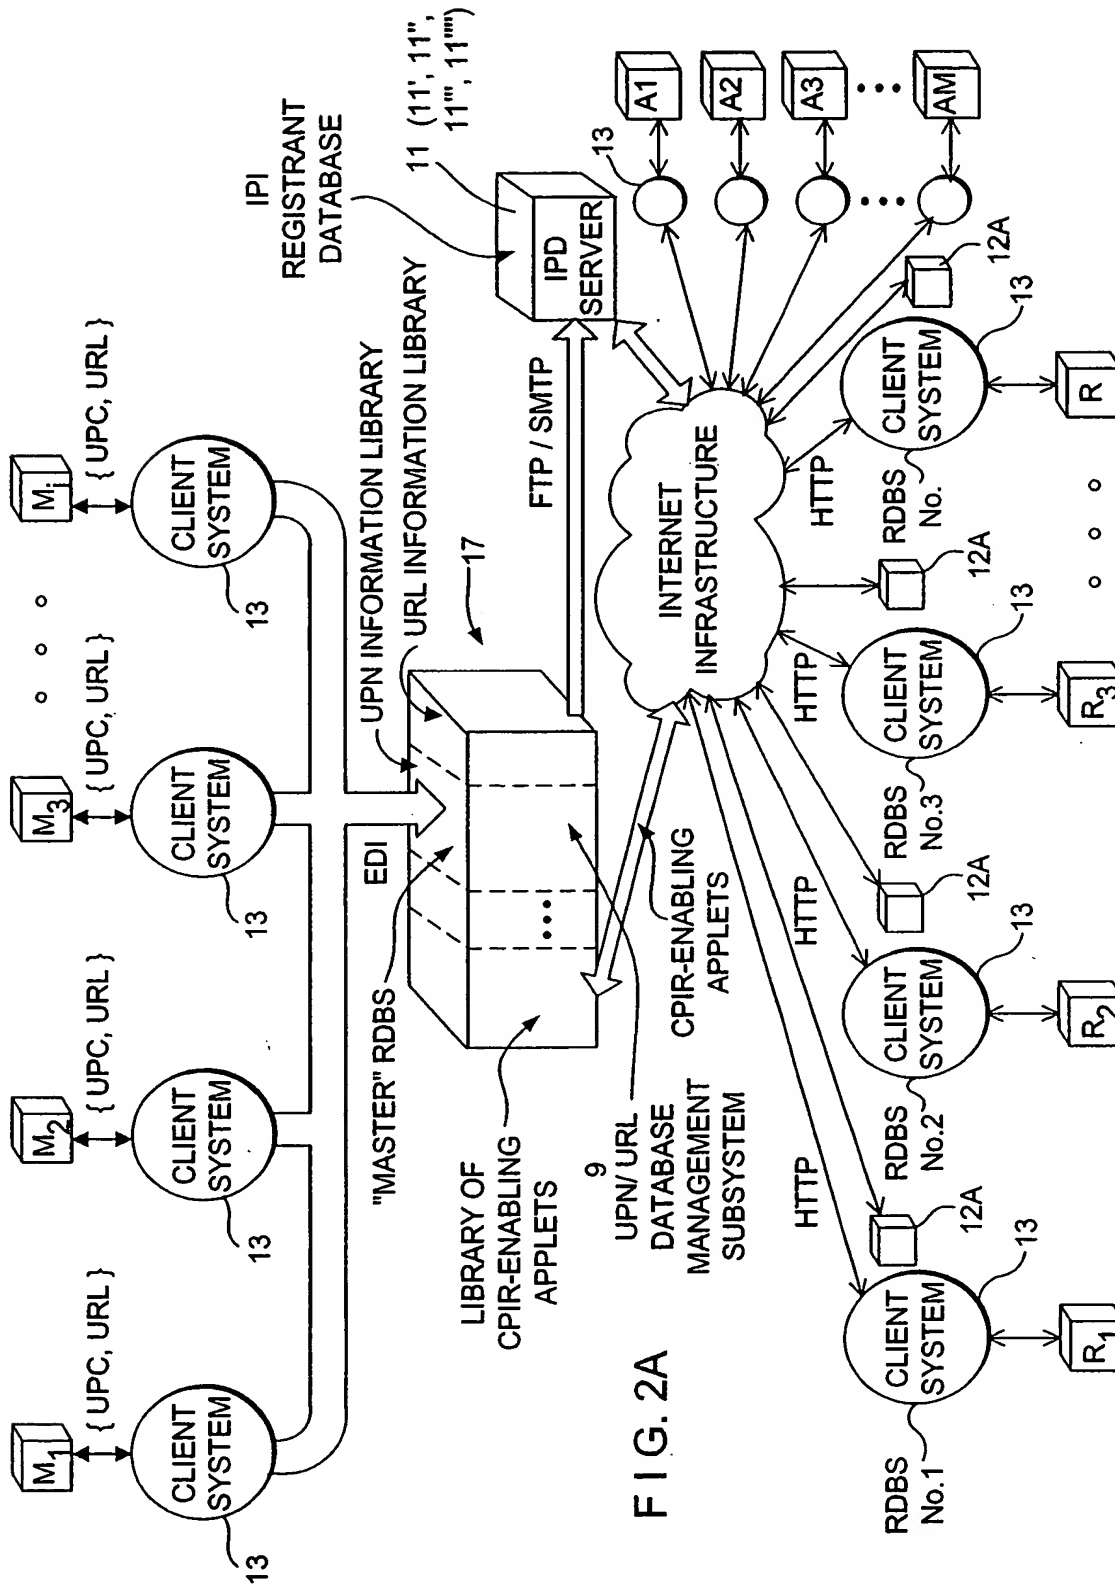 M1
{ UPC, URL }
CLIENT
SYSTEM
13
M2
{ UPC, URL }
CLIENT
SYSTEM
13
M3
{ UPC, URL }
CLIENT
SYSTEM
13
Mi
{ UPC, URL }
CLIENT
SYSTEM
13
IPI
REGISTRANT
DATABASE
11 (11', 11",
11"', 11"")
IPD
SERVER
"MASTER" RDBS
EDI
UPN INFORMATION LIBRARY
URL INFORMATION LIBRARY
17
FTP / SMTP
LIBRARY OF
CPIR-ENABLING
APPLETS
9
UPN/ URL
DATABASE
MANAGEMENT
SUBSYSTEM
CPIR-ENABLING
APPLETS
INTERNET
INFRASTRUCTURE
13
A1
A2
A3
AM
FIG. 2A
HTTP
RDBS
No.1
CLIENT
SYSTEM
12A
13
R1
HTTP
RDBS
No.2
CLIENT
SYSTEM
12A
13
R2
HTTP
RDBS
No.3
CLIENT
SYSTEM
12A
13
R3
HTTP
RDBS
No.
CLIENT
SYSTEM
12A
13
R